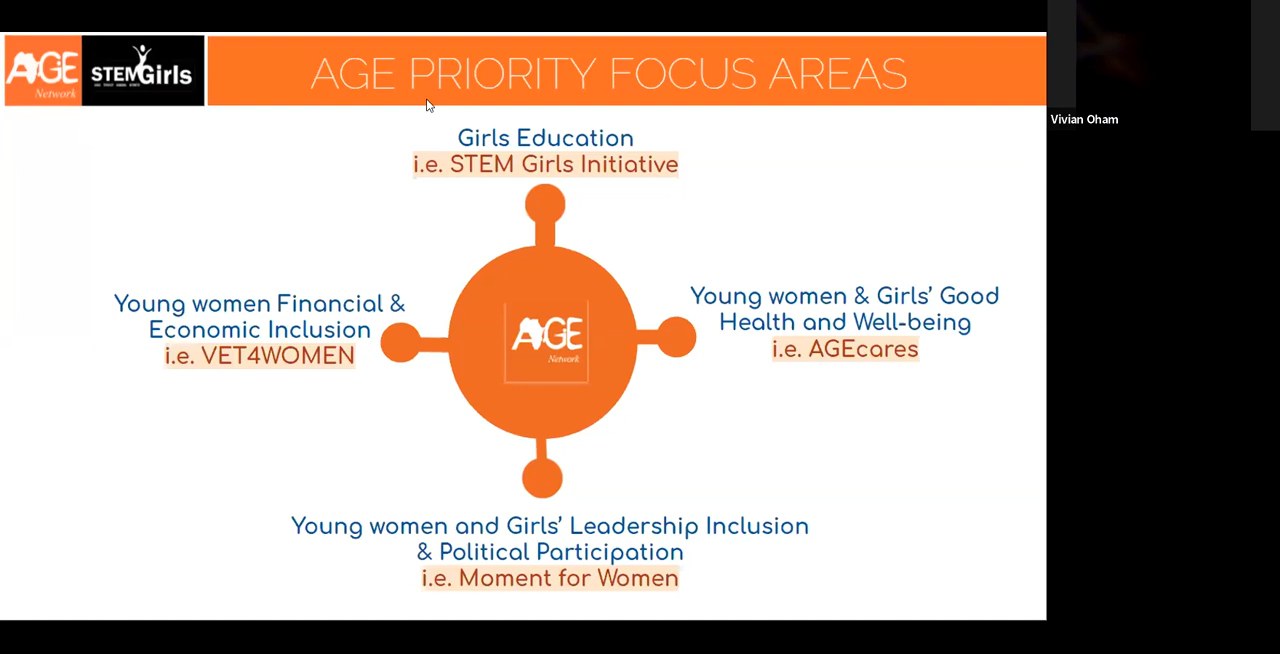 AGE
Network
STEMGirls
AGE PRIORITY FOCUS AREAS
Vivian Oham
Girls Education
i.e. STEM Girls Initiative
Young women Financial &
Economic Inclusion
i.e. VET4WOMEN
AGE
Network
Young women & Girls’ Good
Health and Well-being
i.e. AGEcares
Young women and Girls’ Leadership Inclusion
& Political Participation
i.e. Moment for Women